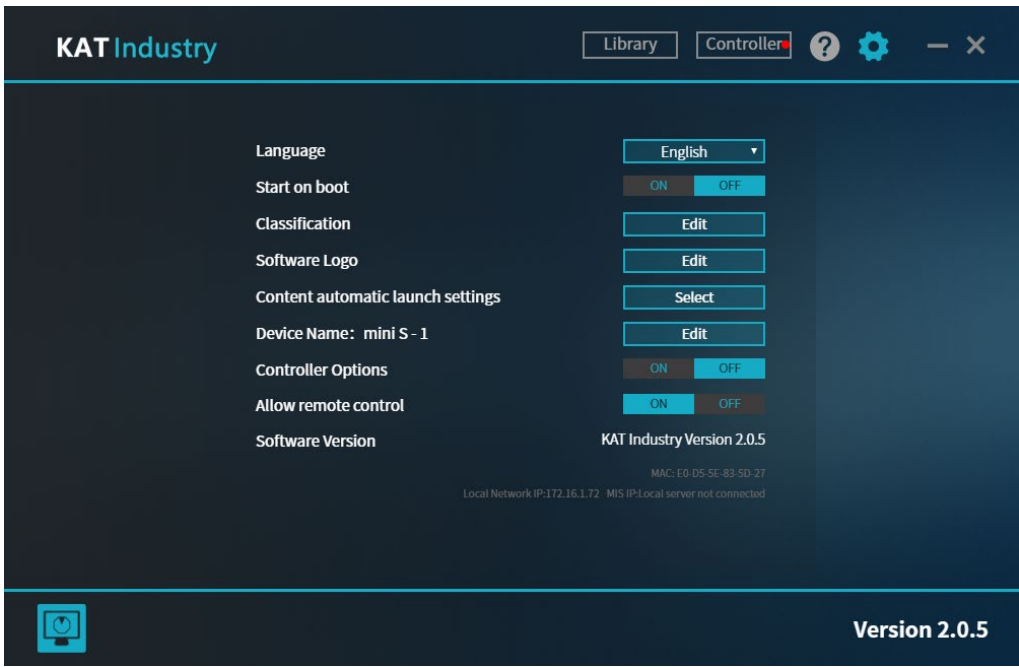 KAT Industry
Library Controller ?
Language English
Start on boot ON OFF
Classification Edit
Software Logo Edit
Content automatic launch settings Select
Device Name： mini S - 1 Edit
Controller Options ON OFF
Allow remote control ON OFF
Software Version KAT Industry Version 2.0.5
MAC: E0-D5-5E-83-5D-27
Local Network IP:172.16.1.72 MIS IP:Local server not connected
Version 2.0.5